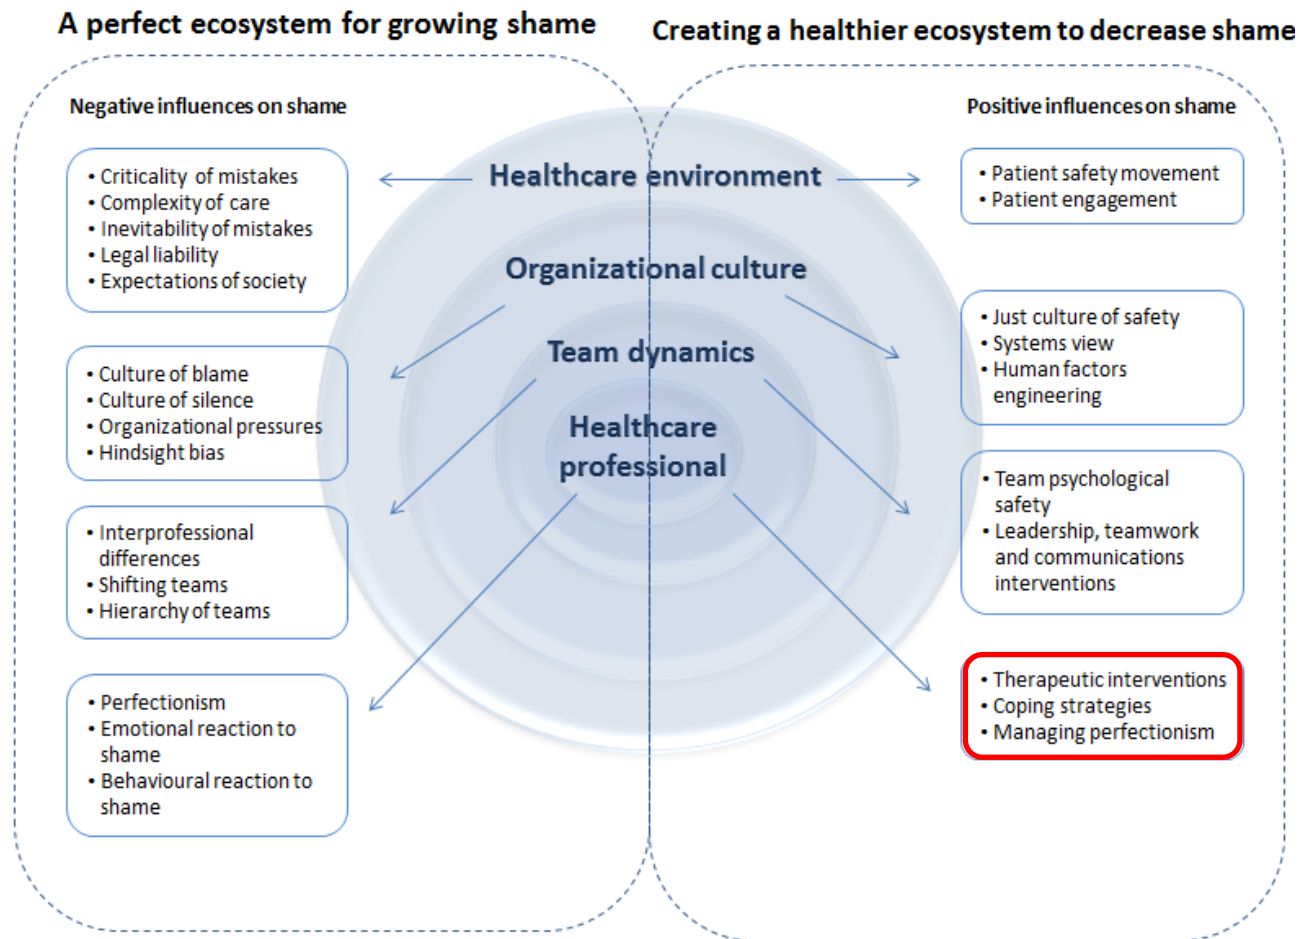 A perfect ecosystem for growing shame
Creating a healthier ecosystem to decrease shame
Negative influences on shame
• Criticality of mistakes
• Complexity of care
• Inevitability of mistakes
• Legal liability
• Expectations of society
• Culture of blame
• Culture of silence
• Organizational pressures
• Hindsight bias
• Interprofessional
differences
• Shifting teams
• Hierarchy of teams
• Perfectionism
• Emotional reaction to
shame
• Behavioural reaction to
shame
Healthcare environment
Organizational culture
Team dynamics
Healthcare
professional
Positive influences on shame
• Patient safety movement
• Patient engagement
• Just culture of safety
• Systems view
• Human factors
engineering
• Team psychological
safety
• Leadership, teamwork
and communications
interventions
• Therapeutic interventions
• Coping strategies
• Managing perfectionism